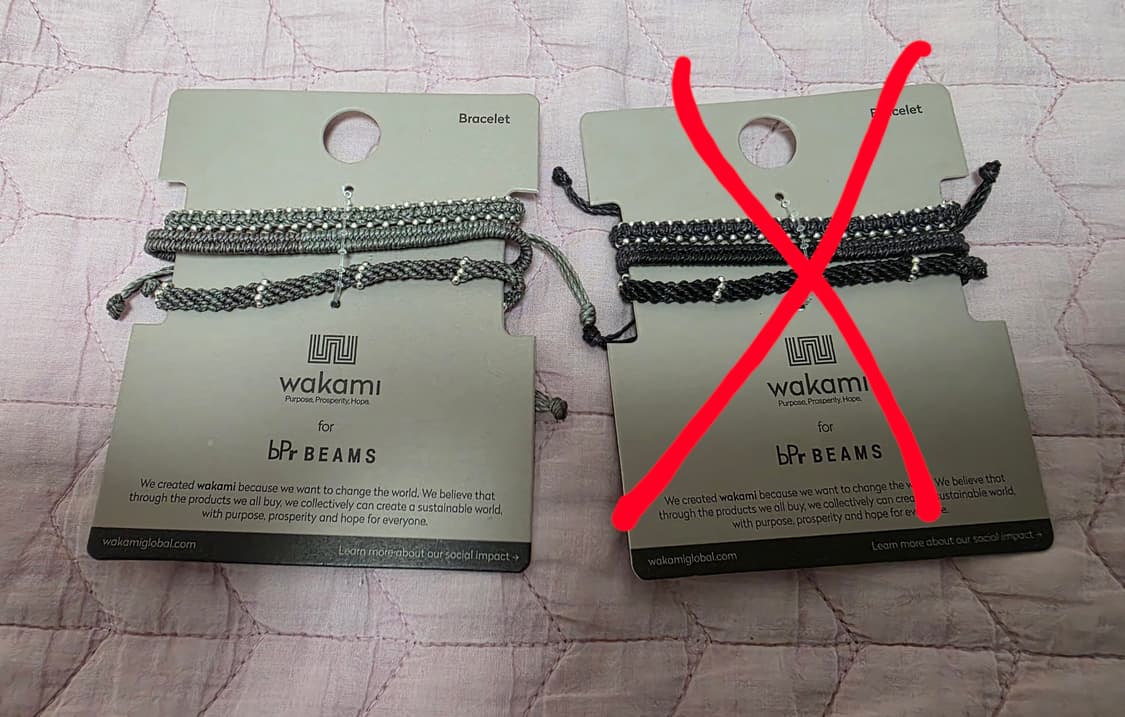 Bracelet
wakami
Purpose, Prosperity, Hope.
for
bPr BEAMS
We created wakami because we want to change the world. We believe that
through the products we all buy, we collectively can create a sustainable world,
with purpose, prosperity and hope for everyone.
wakamiglobal.com
Learn more about our social impact →
wakami
Purpose, Prosperity, Hope.
for
bPr BEAMS
We created wakami because we want to change the We believe that
through the products we all buy, we collectively can sustainable world,
with purpose, prosperity and hope for
wakamiglobal.com
Learn more about our social impact →